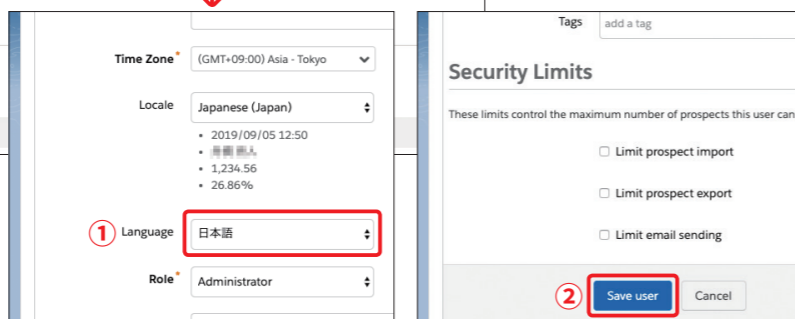 Time Zone*
(GMT+09:00) Asia - Tokyo
Locale
Japanese (Japan)
• 2019/09/05 12:50
• 1,234.56
• 26.86%
① Language
日本語
Role*
Administrator
Tags
add a tag
Security Limits
These limits control the maximum number of prospects this user can
Limit prospect import
Limit prospect export
Limit email sending
② Save user
Cancel